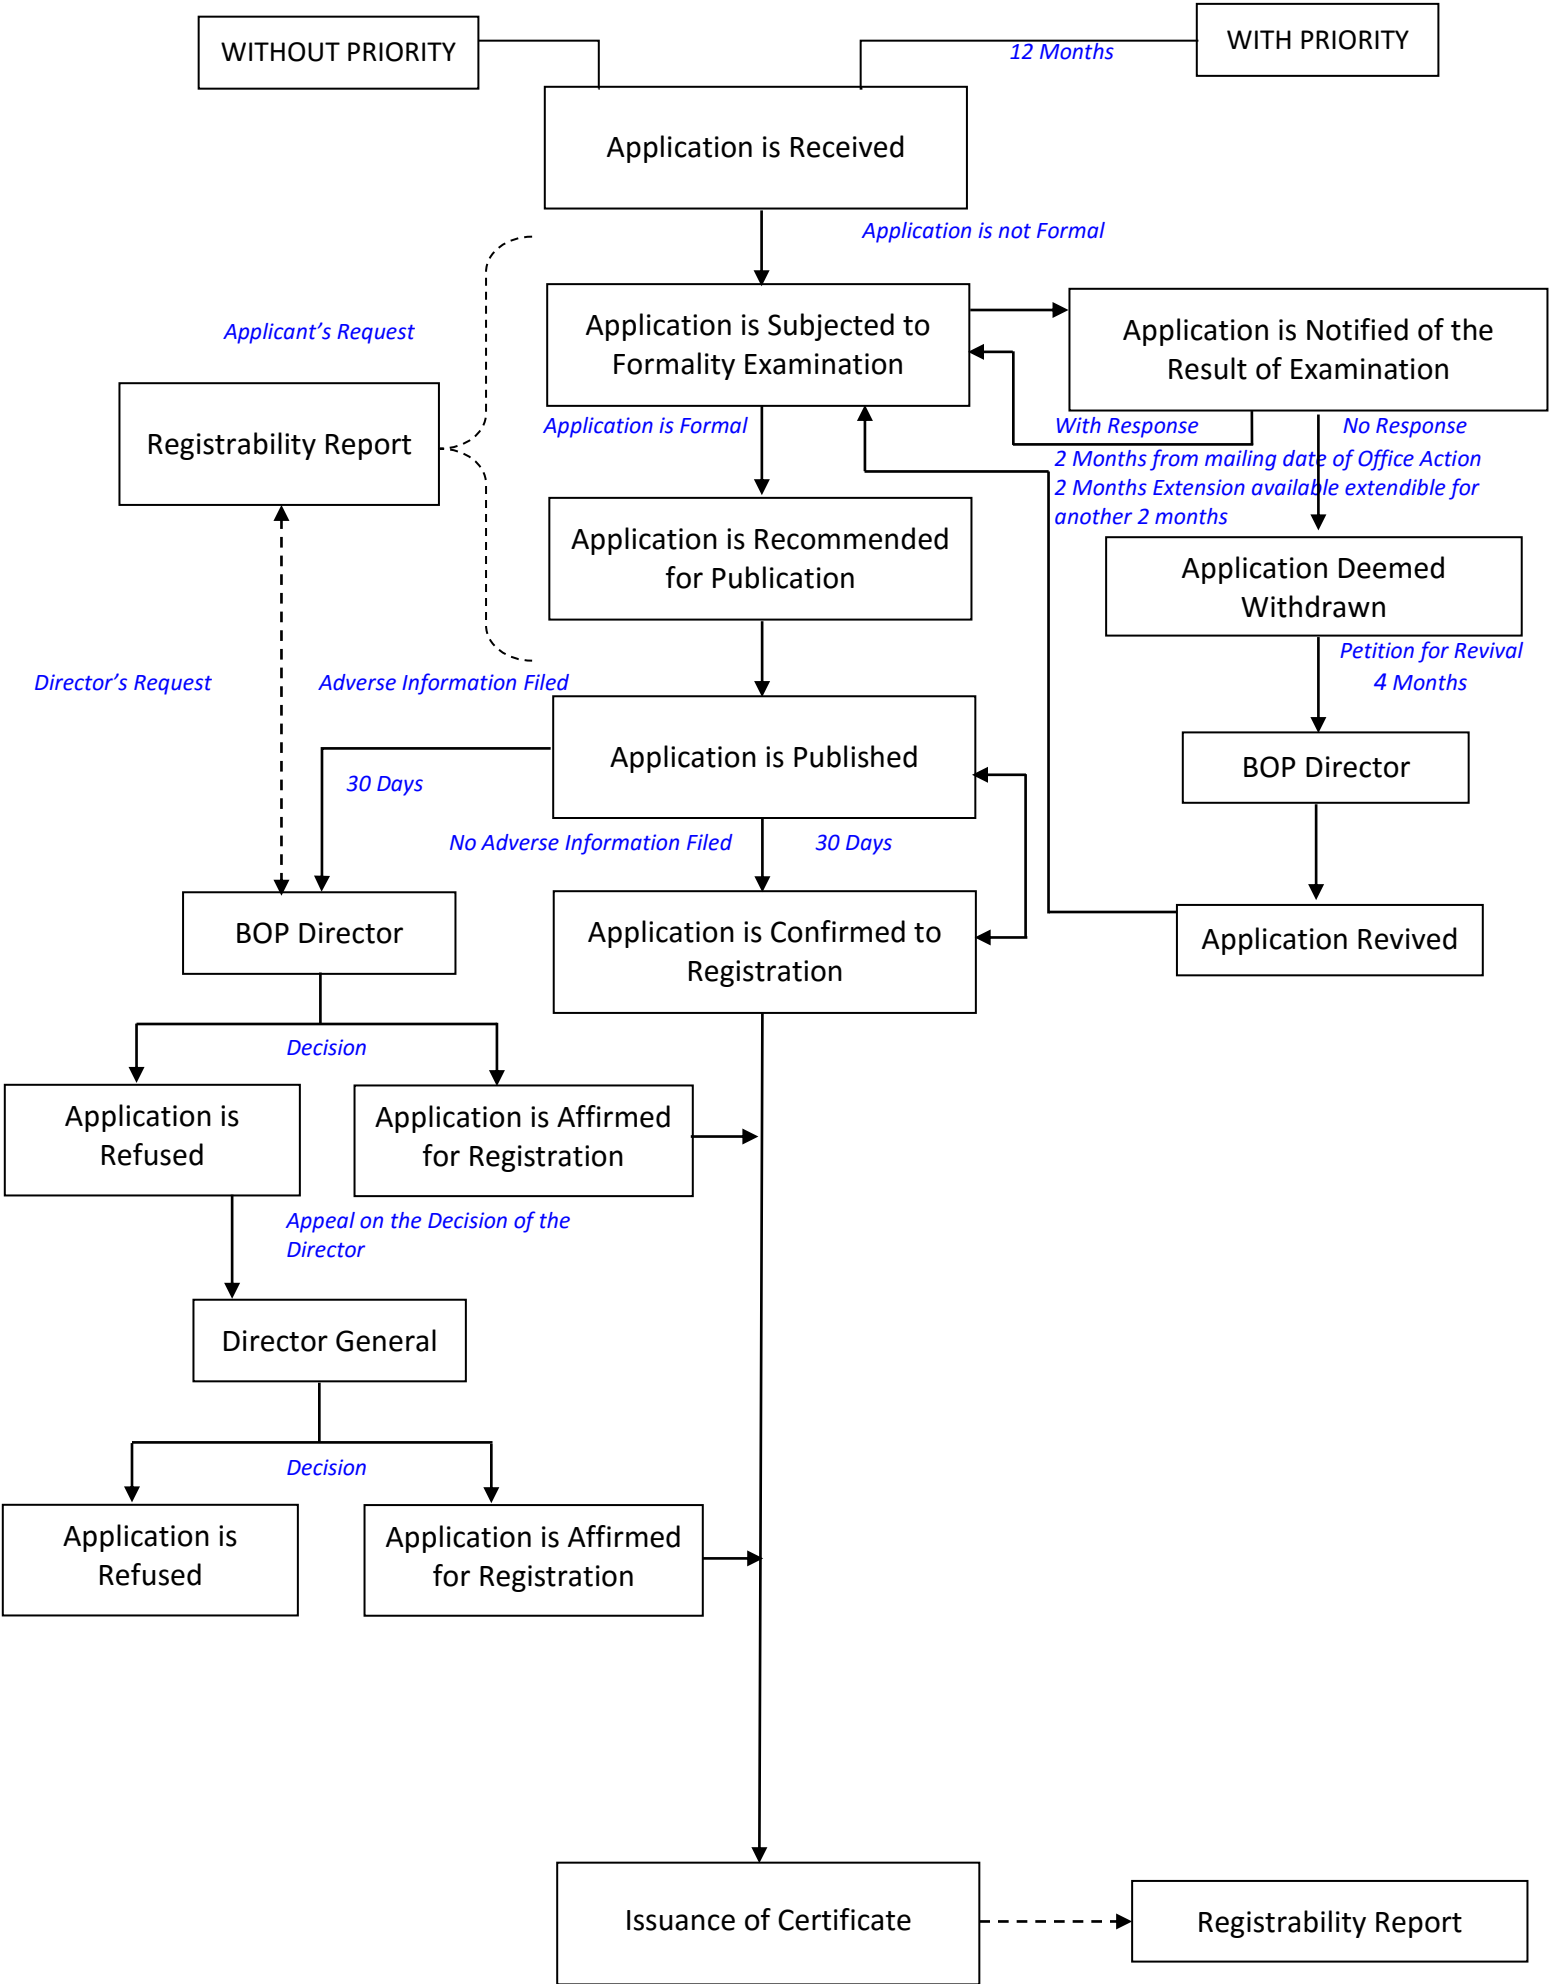 WITHOUT PRIORITY
12 Months
WITH PRIORITY
Application is Received
Application is not Formal
Applicant’s Request
Application is Subjected to
Formality Examination
Application is Notified of the
Result of Examination
Registrability Report
Application is Formal
With Response
No Response
2 Months from mailing date of Office Action
2 Months Extension available extendible for
another 2 months
Application is Recommended
for Publication
Application Deemed
Withdrawn
Petition for Revival
4 Months
Director’s Request
Adverse Information Filed
Application is Published
BOP Director
30 Days
No Adverse Information Filed
30 Days
BOP Director
Application is Confirmed to
Registration
Application Revived
Decision
Application is
Refused
Application is Affirmed
for Registration
Appeal on the Decision of the
Director
Director General
Decision
Application is
Refused
Application is Affirmed
for Registration
Issuance of Certificate
Registrability Report